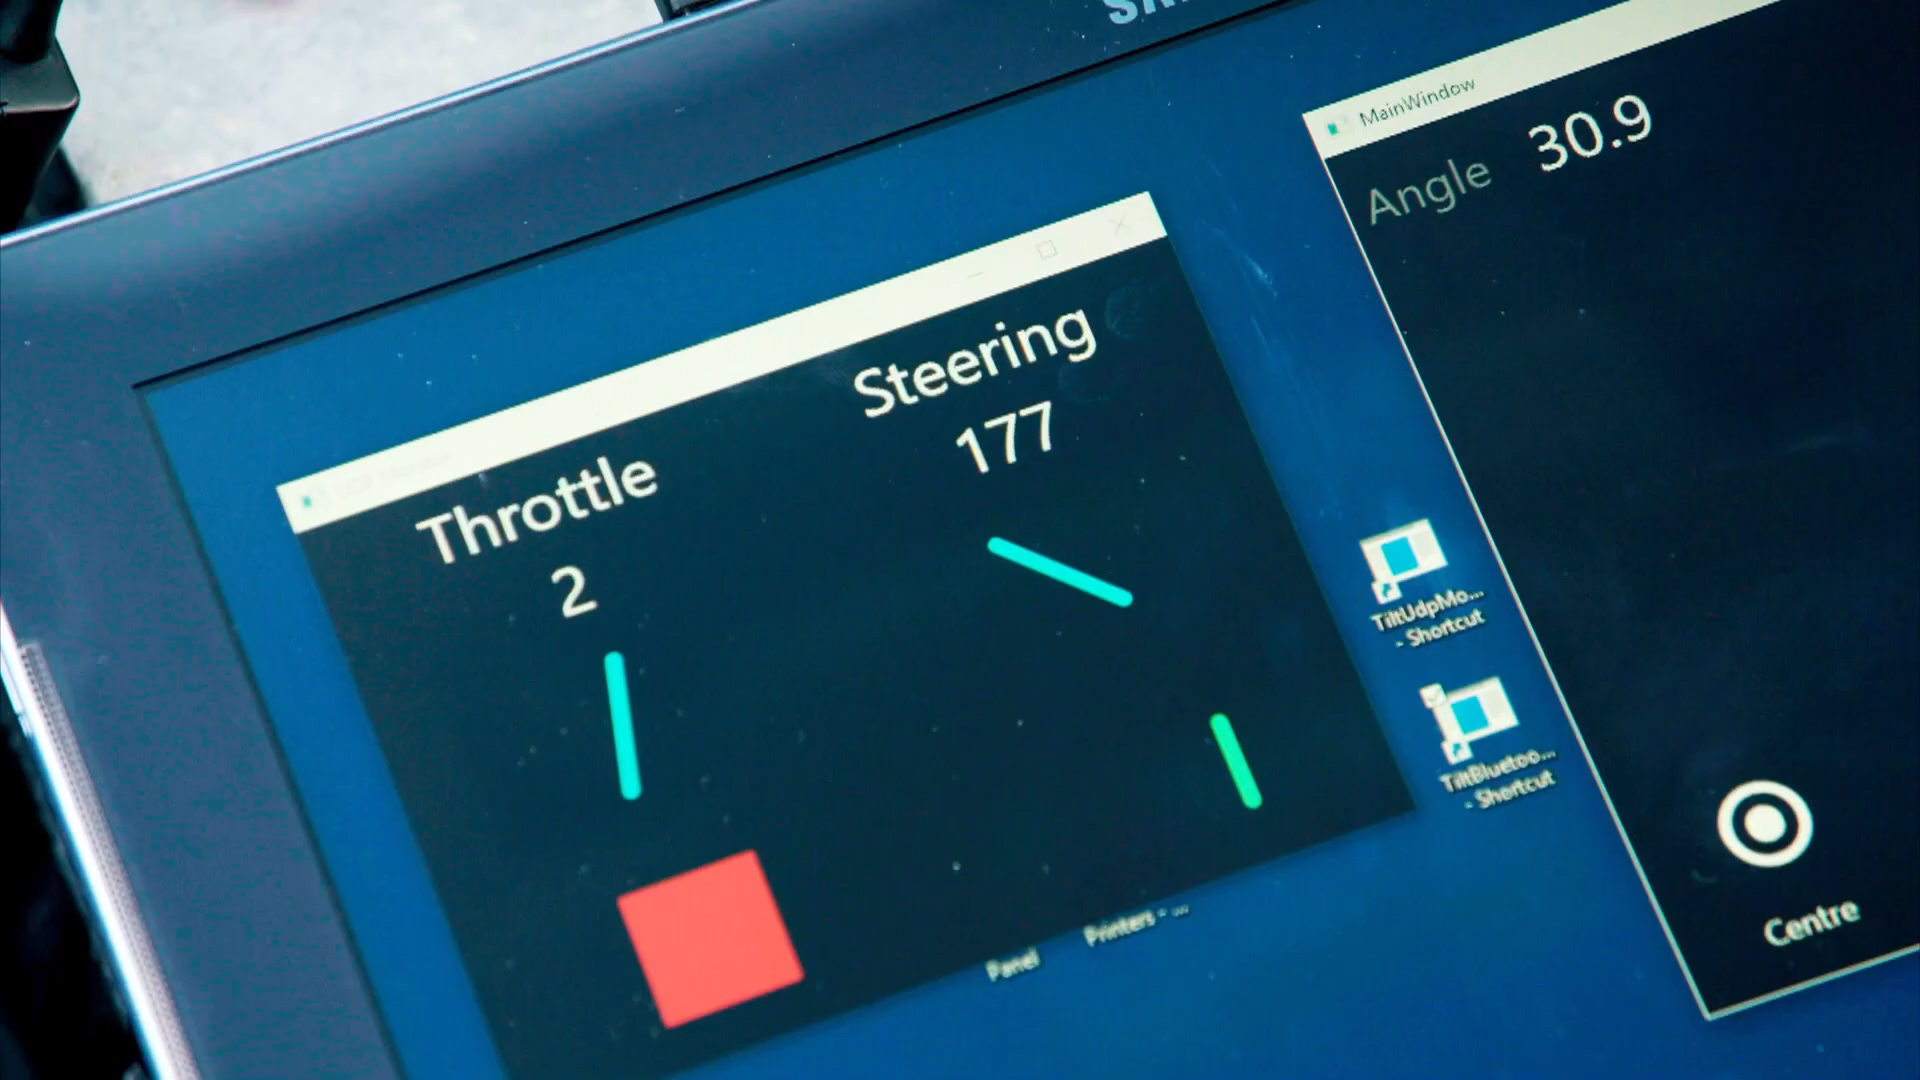 MainWindow
Angle 30.9
Steering
177
Throttle
2
TiltUdpMo...
- Shortcut
TiltBluetoo...
- Shortcut
Centre
Printers - ...
Panel